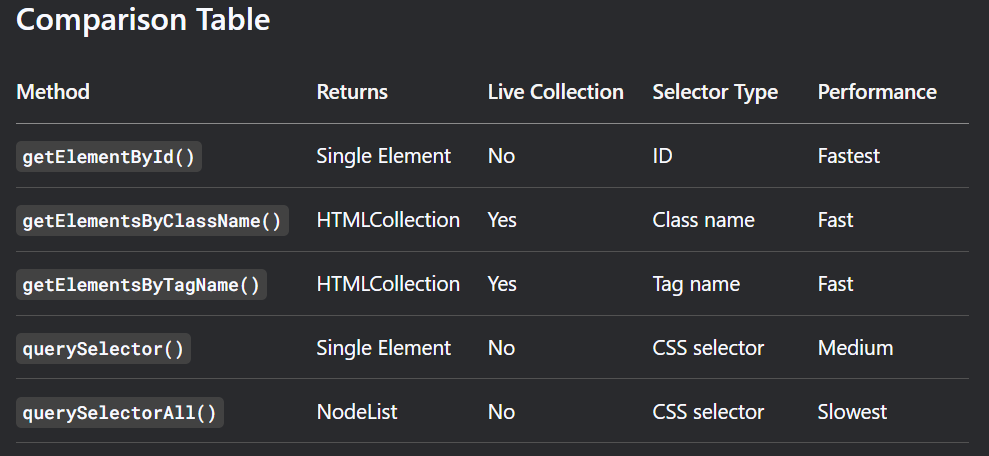 Comparison Table
Method Returns Live Collection Selector Type Performance
getElementById() Single Element No ID Fastest
getElementsByClassName() HTMLCollection Yes Class name Fast
getElementsByTagName() HTMLCollection Yes Tag name Fast
querySelector() Single Element No CSS selector Medium
querySelectorAll() NodeList No CSS selector Slowest